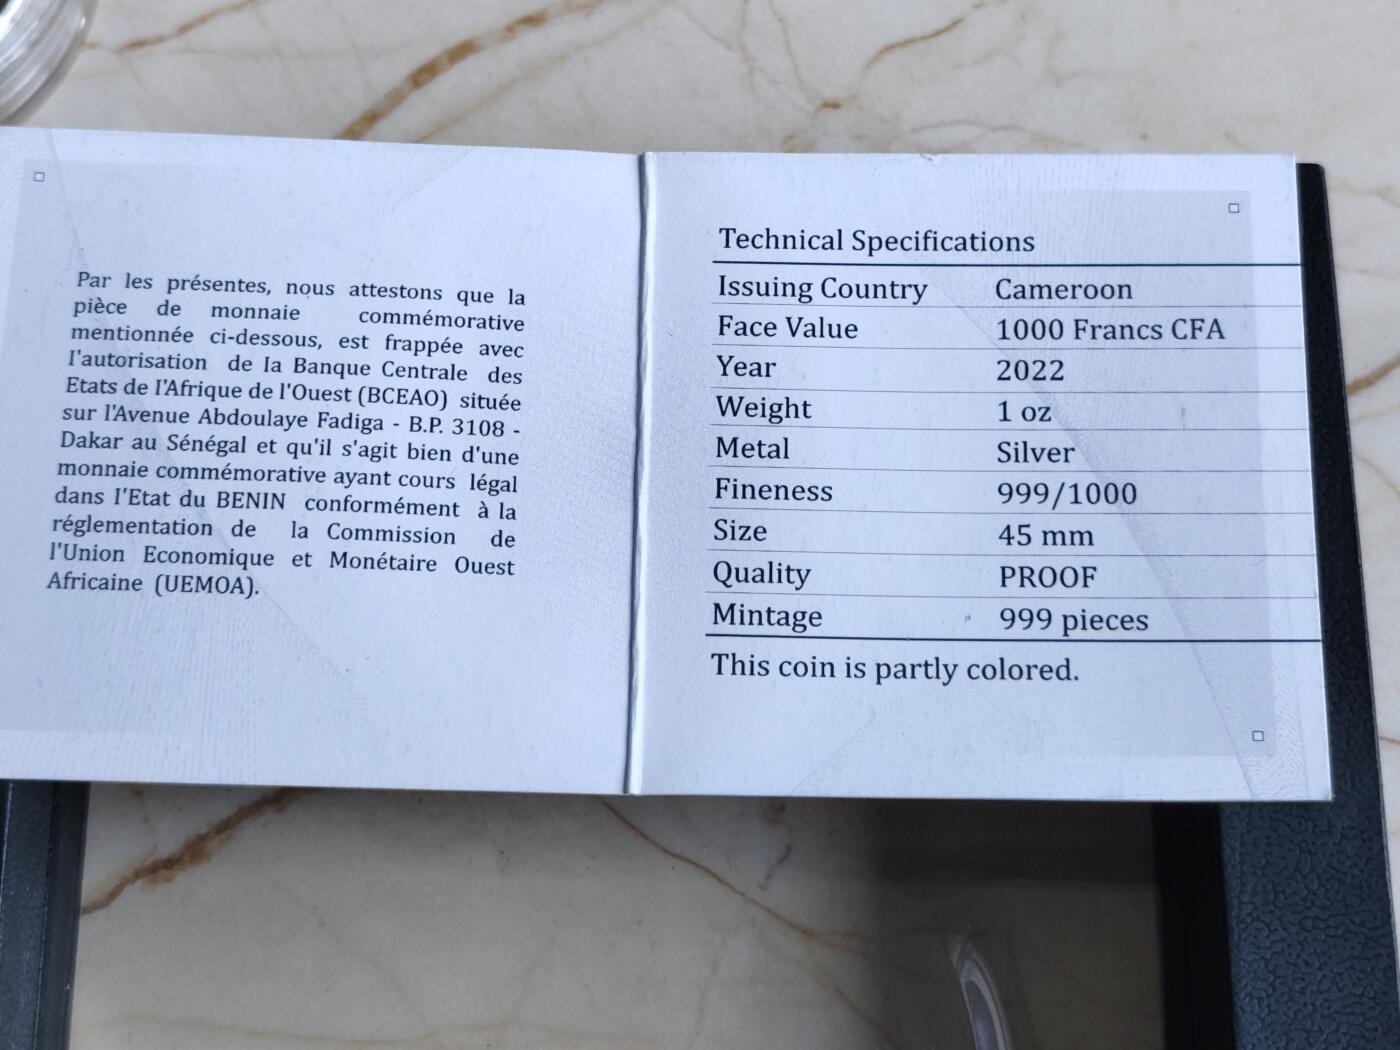 Par les présentes, nous attestons que la
pièce de monnaie commémorative
mentionnée ci-dessous, est frappée avec
l'autorisation de la Banque Centrale des
Etats de l'Afrique de l'Ouest (BCEAO) située
sur l'Avenue Abdoulaye Fadiga - B.P. 3108 -
Dakar au Sénégal et qu'il s'agit bien d'une
monnaie commémorative ayant cours légal
dans l'Etat du BENIN conformément à la
réglementation de la Commission de
l'Union Economique et Monétaire Ouest
Africaine (UEMOA).
Technical Specifications
Issuing Country Cameroon
Face Value 1000 Francs CFA
Year 2022
Weight 1 oz
Metal Silver
Fineness 999/1000
Size 45 mm
Quality PROOF
Mintage 999 pieces
This coin is partly colored.